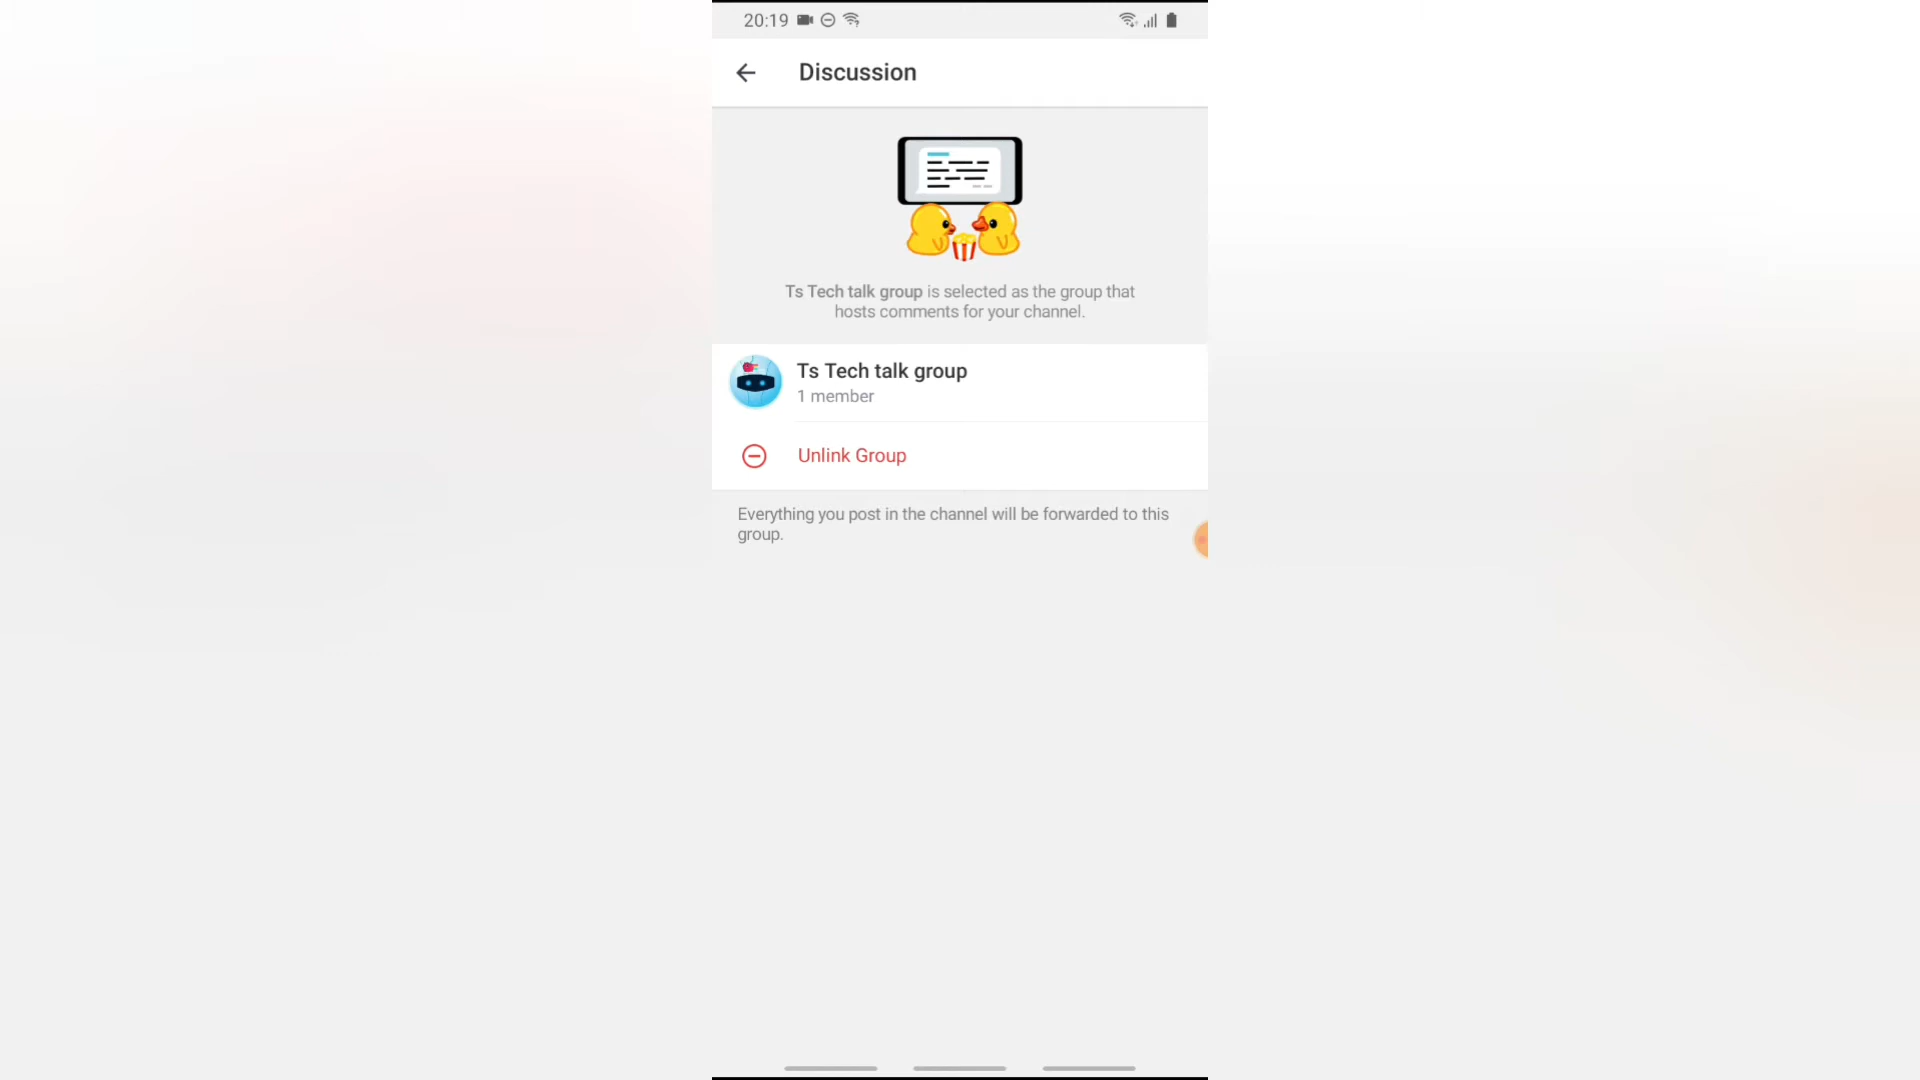 20:19
Discussion
Ts Tech talk group is selected as the group that
hosts comments for your channel.
Ts Tech talk group
1 member
Unlink Group
Everything you post in the channel will be forwarded to this
group.